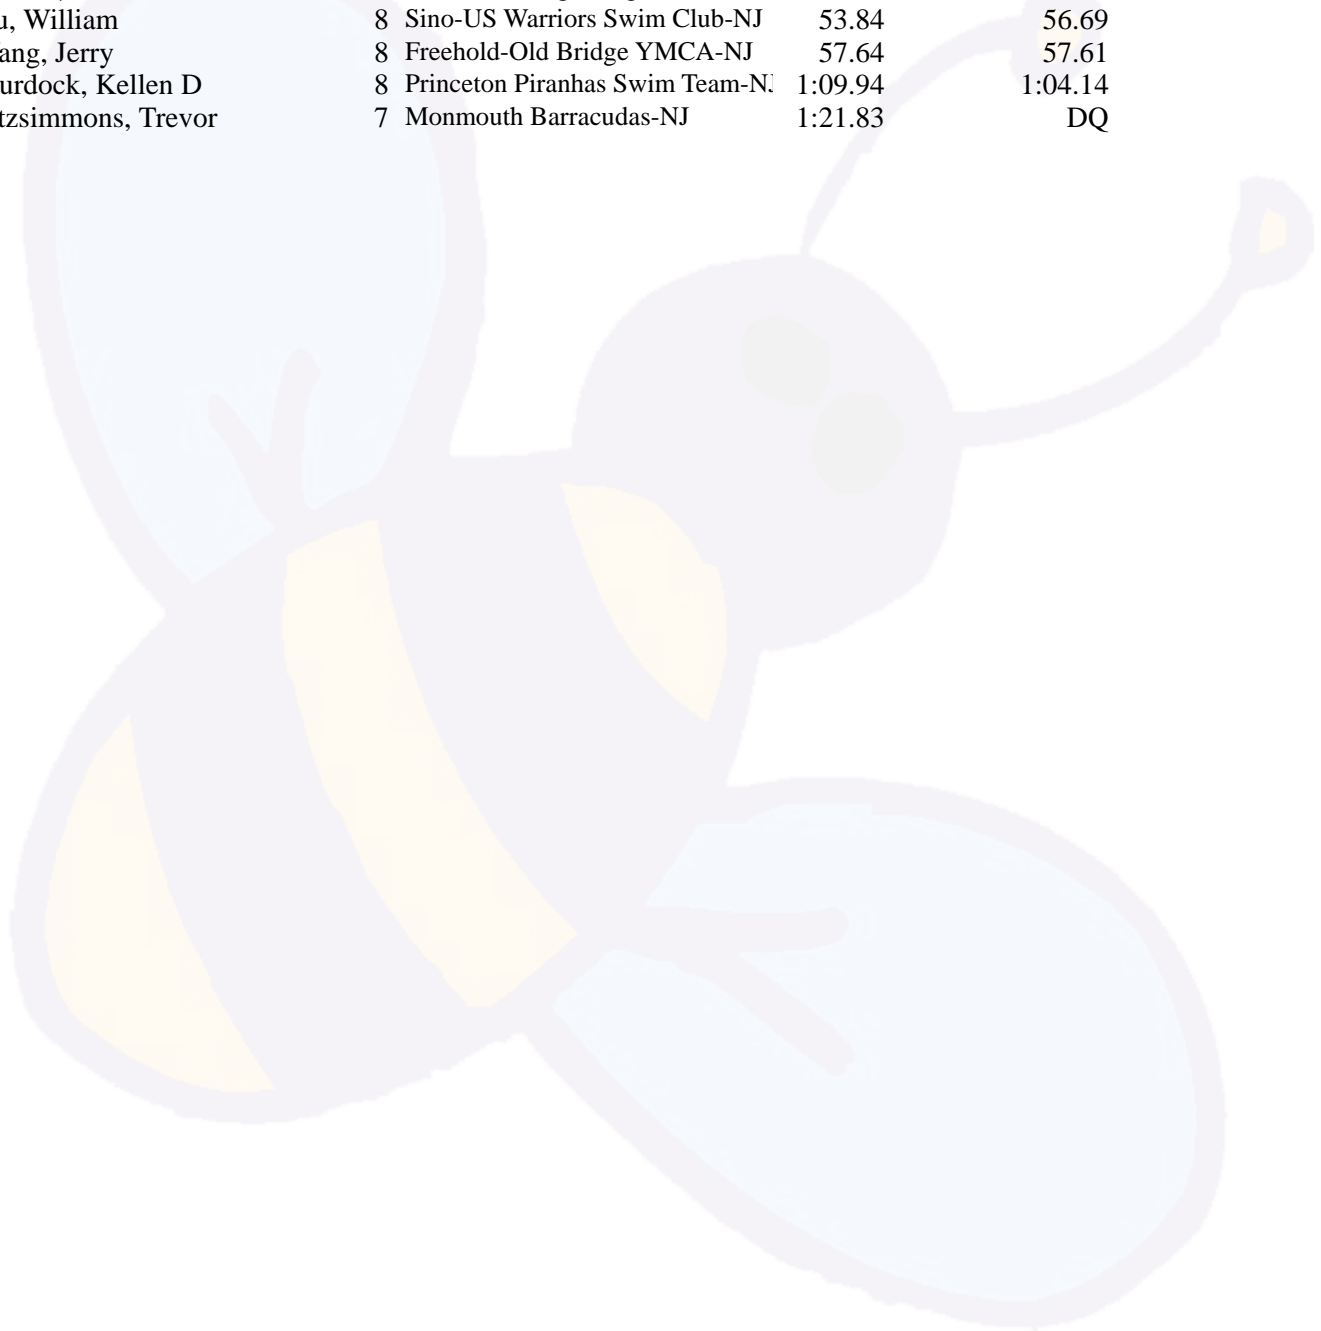 u, William 8 Sino-US Warriors Swim Club-NJ 53.84 56.69
ang, Jerry 8 Freehold-Old Bridge YMCA-NJ 57.64 57.61
urdock, Kellen D 8 Princeton Piranhas Swim Team-NJ 1:09.94 1:04.14
tzsimmons, Trevor 7 Monmouth Barracudas-NJ 1:21.83 DQ